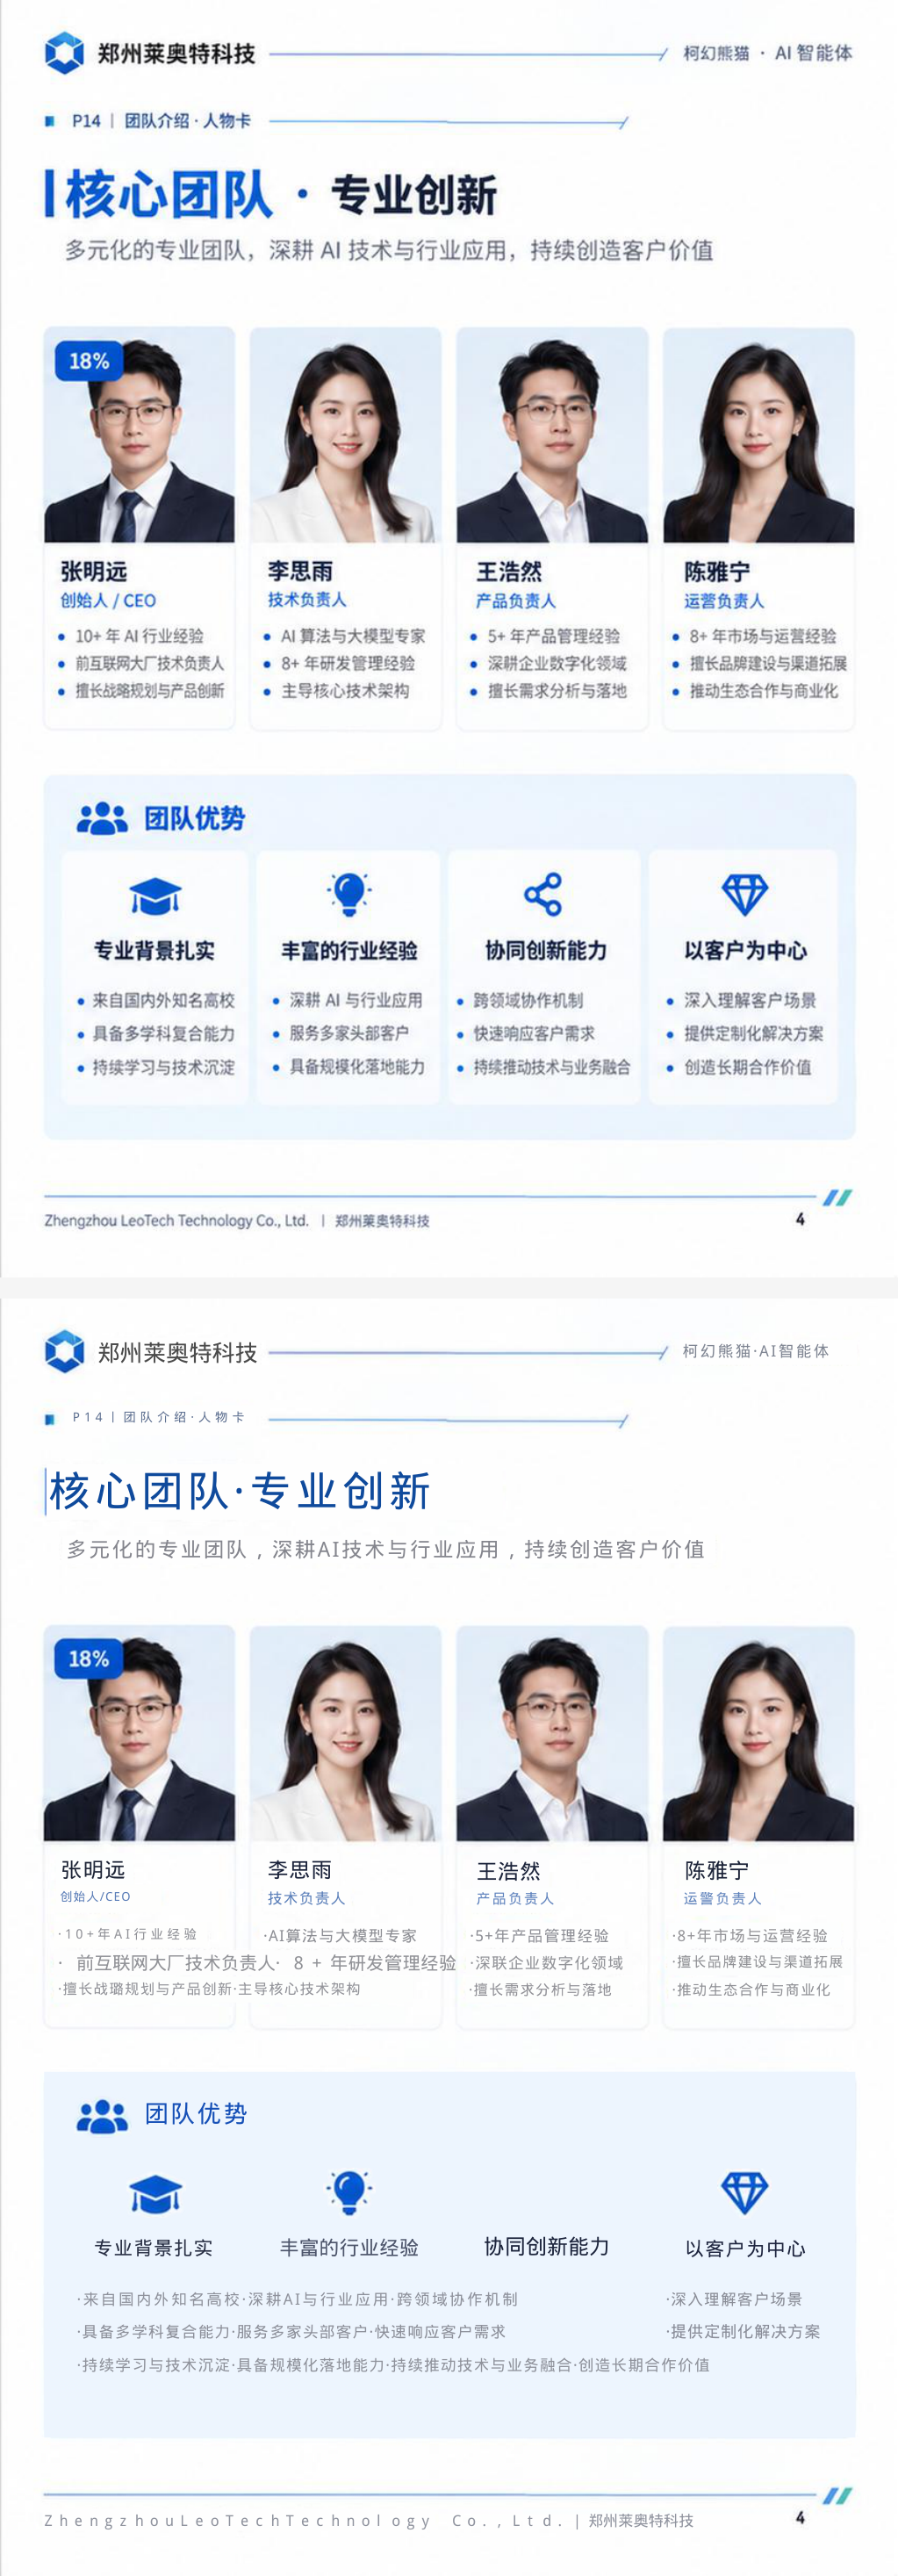 郑州莱奥特科技
柯幻熊猫 · AI 智能体
P14 | 团队介绍 · 人物卡
核心团队 · 专业创新
多元化的专业团队，深耕 AI 技术与行业应用，持续创造客户价值
18%
张明远
创始人 / CEO
• 10+ 年 AI 行业经验
• 前互联网大厂技术负责人
• 擅长战略规划与产品创新
李思雨
技术负责人
• AI 算法与大模型专家
• 8+ 年研发管理经验
• 主导核心技术架构
王浩然
产品负责人
• 5+ 年产品管理经验
• 深耕企业数字化领域
• 擅长需求分析与落地
陈雅宁
运营负责人
• 8+ 年市场与运营经验
• 擅长品牌建设与渠道拓展
• 推动生态合作与商业化
团队优势
专业背景扎实
• 来自国内外知名高校
• 具备多学科复合能力
• 持续学习与技术沉淀
丰富的行业经验
• 深耕 AI 与行业应用
• 服务多家头部客户
• 具备规模化落地能力
协同创新能力
• 跨领域协作机制
• 快速响应客户需求
• 持续推动技术与业务融合
以客户为中心
• 深入理解客户场景
• 提供定制化解决方案
• 创造长期合作价值
Zhengzhou LeoTech Technology Co., Ltd. | 郑州莱奥特科技
4
郑州莱奥特科技
柯幻熊猫·AI智能体
P14|团队介绍·人物卡
核心团队·专业创新
多元化的专业团队，深耕AI技术与行业应用，持续创造客户价值
18%
张明远
李思雨
王浩然
陈雅宁
创始人/CEO
技术负责人
产品负责人
运警负责人
·10+年AI行业经验
·AI算法与大模型专家
·5+年产品管理经验
·8+年市场与运营经验
· 前互联网大厂技术负责人· 8 + 年研发管理经验
·深联企业数字化领域
·擅长品牌建设与渠道拓展
·擅长战璐规划与产品创新·主导核心技术架构
·擅长需求分析与落地
·推动生态合作与商业化
团队优势
专业背景扎实
丰富的行业经验
协同创新能力
以客户为中心
·来自国内外知名高校·深耕AI与行业应用·跨领域协作机制
·深入理解客户场景
·具备多学科复合能力·服务多家头部客户·快速响应客户需求
·提供定制化解决方案
·持续学习与技术沉淀·具备规模化落地能力·持续推动技术与业务融合·创造长期合作价值
ZhengzhouLeoTechTechnology Co.,Ltd.|郑州莱奥特科技
4